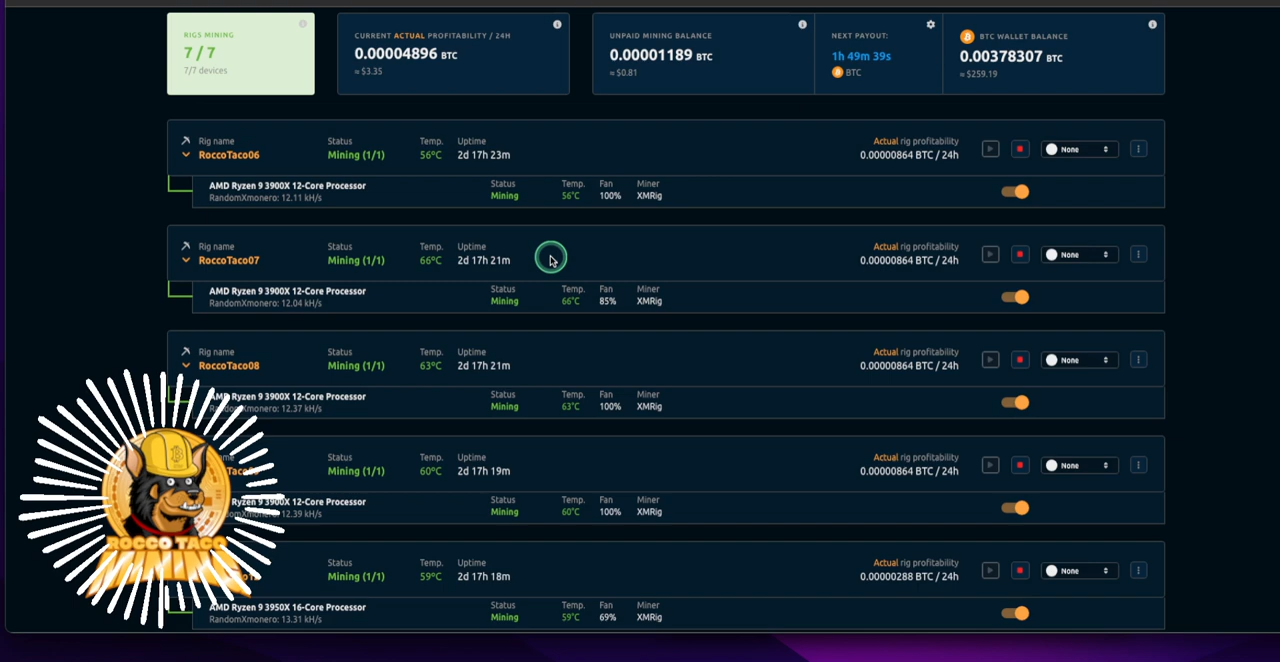 RIGS MINING
7 / 7
7/7 devices
CURRENT ACTUAL PROFITABILITY / 24H
0.00004896 BTC
≈ $3.35
UNPAID MINING BALANCE
0.00001189 BTC
≈ $0.81
NEXT PAYOUT:
1h 49m 39s
BTC
BTC WALLET BALANCE
0.00378307 BTC
≈ $259.19
Rig name Status Temp. Uptime Actual rig profitability
RoccoTaco06 Mining (1/1) 56°C 2d 17h 23m 0.00000864 BTC / 24h None
AMD Ryzen 9 3900X 12-Core Processor Status Temp. Fan Miner
RandomXmonero: 12.11 kH/s Mining 56°C 100% XMRig
Rig name Status Temp. Uptime Actual rig profitability
RoccoTaco07 Mining (1/1) 66°C 2d 17h 21m 0.00000864 BTC / 24h None
AMD Ryzen 9 3900X 12-Core Processor Status Temp. Fan Miner
RandomXmonero: 12.04 kH/s Mining 66°C 85% XMRig
Rig name Status Temp. Uptime Actual rig profitability
RoccoTaco08 Mining (1/1) 63°C 2d 17h 21m 0.00000864 BTC / 24h None
AMD Ryzen 9 3900X 12-Core Processor Status Temp. Fan Miner
12.37 kH/s Mining 63°C 100% XMRig
Status Temp. Uptime Actual rig profitability
Mining (1/1) 60°C 2d 17h 19m 0.00000864 BTC / 24h None
Ryzen 9 3900X 12-Core Processor Status Temp. Fan Miner
12.39 kH/s Mining 60°C 100% XMRig
Status Temp. Uptime Actual rig profitability
Mining (1/1) 59°C 2d 17h 18m 0.00000288 BTC / 24h None
AMD Ryzen 9 3950X 16-Core Processor Status Temp. Fan Miner
RandomXmonero: 13.31 kH/s Mining 59°C 69% XMRig
ROCCO TACO